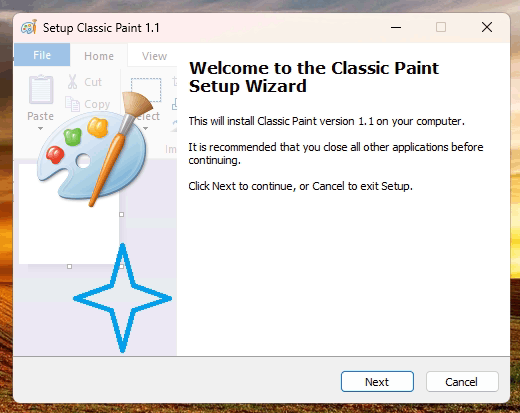 Setup Classic Paint 1.1
File Home View
Cut
Copy
Paste
Welcome to the Classic Paint
Setup Wizard
This will install Classic Paint version 1.1 on your computer.
It is recommended that you close all other applications before
continuing.
Click Next to continue, or Cancel to exit Setup.
Next Cancel